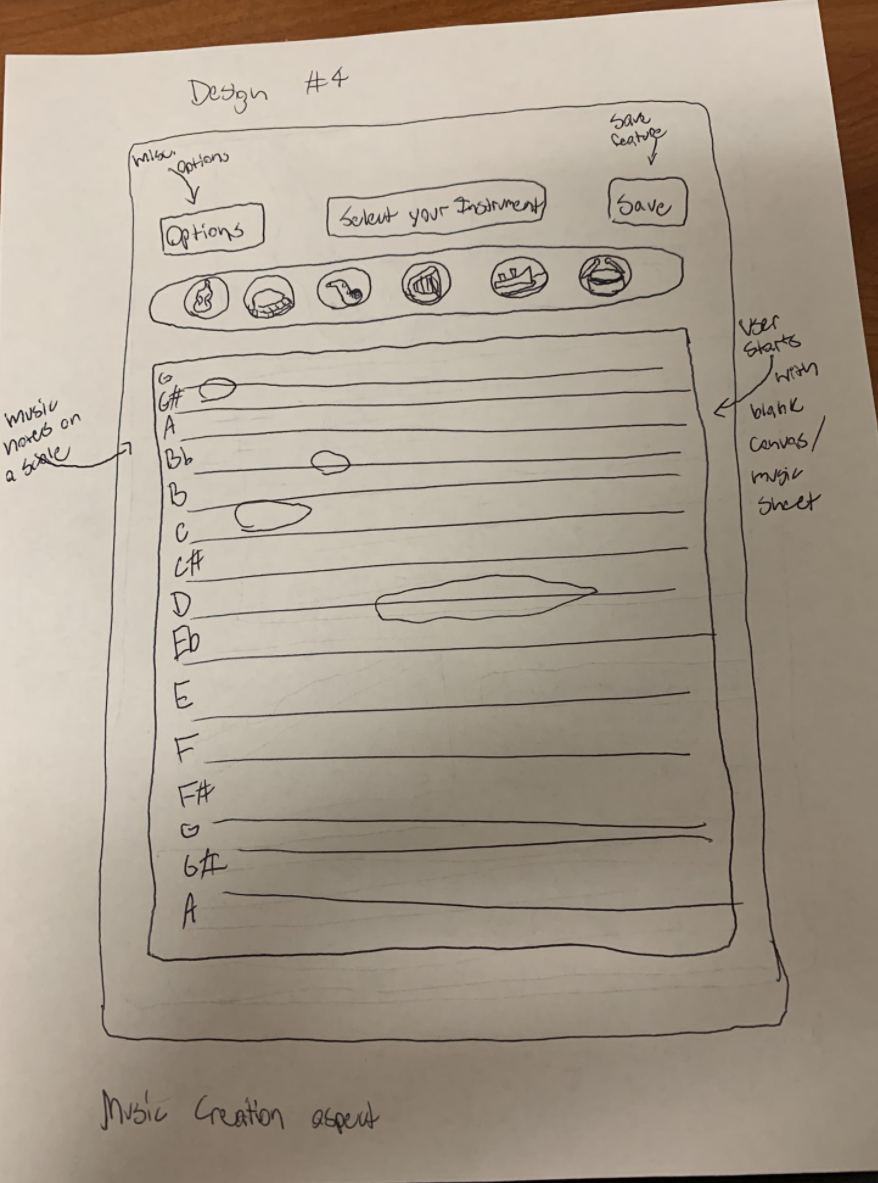 Design #4
misc.
options
Save
feature
Options
Select your Instrument
Save
User
starts
with
blank
canvas/
music
sheet
music
notes on
a scale
G
G#
A
Bb
B
C
C#
D
Eb
E
F
F#
G
G#
A
Music Creation aspect